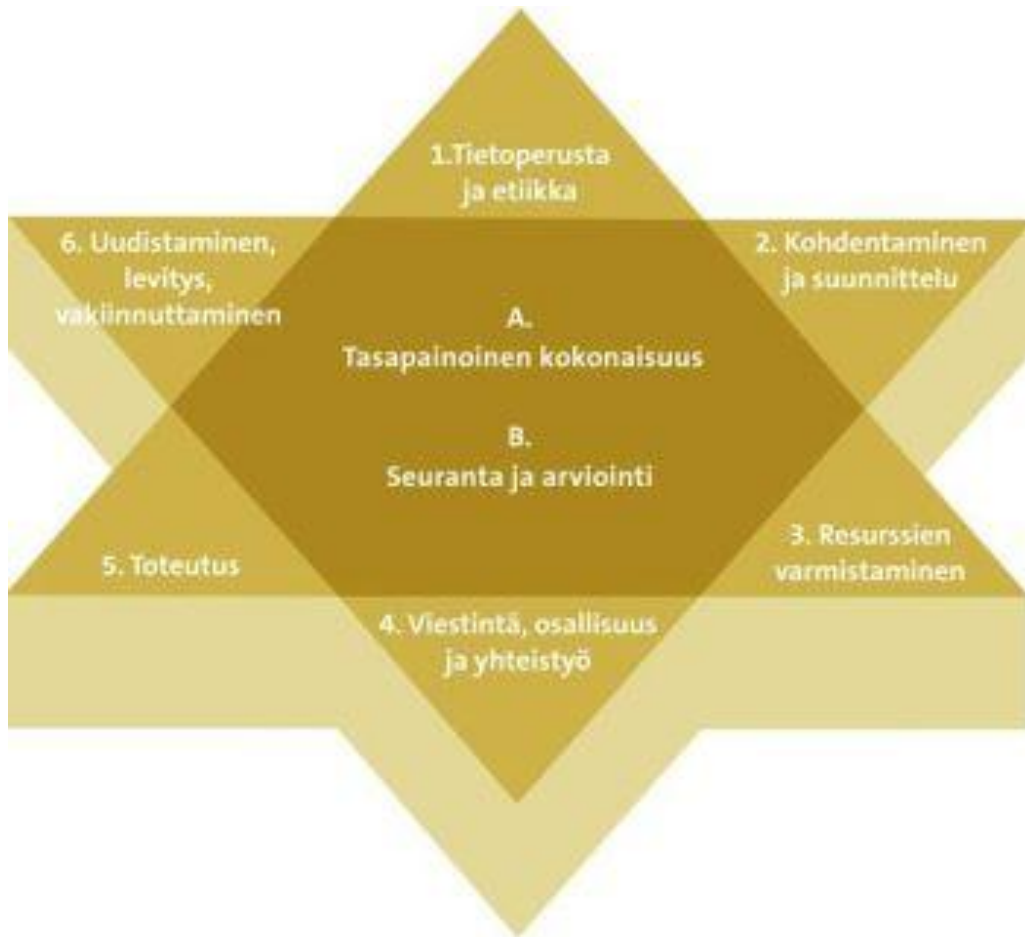 1.Tietoperusta
ja etiikka
2. Kohdentaminen
ja suunnittelu
3. Resurssien
varmistaminen
4. Viestintä, osallisuus
ja yhteistyö
5. Toteutus
6. Uudistaminen,
levitys,
vakiinnuttaminen
A.
Tasapainoinen kokonaisuus
B.
Seuranta ja arviointi